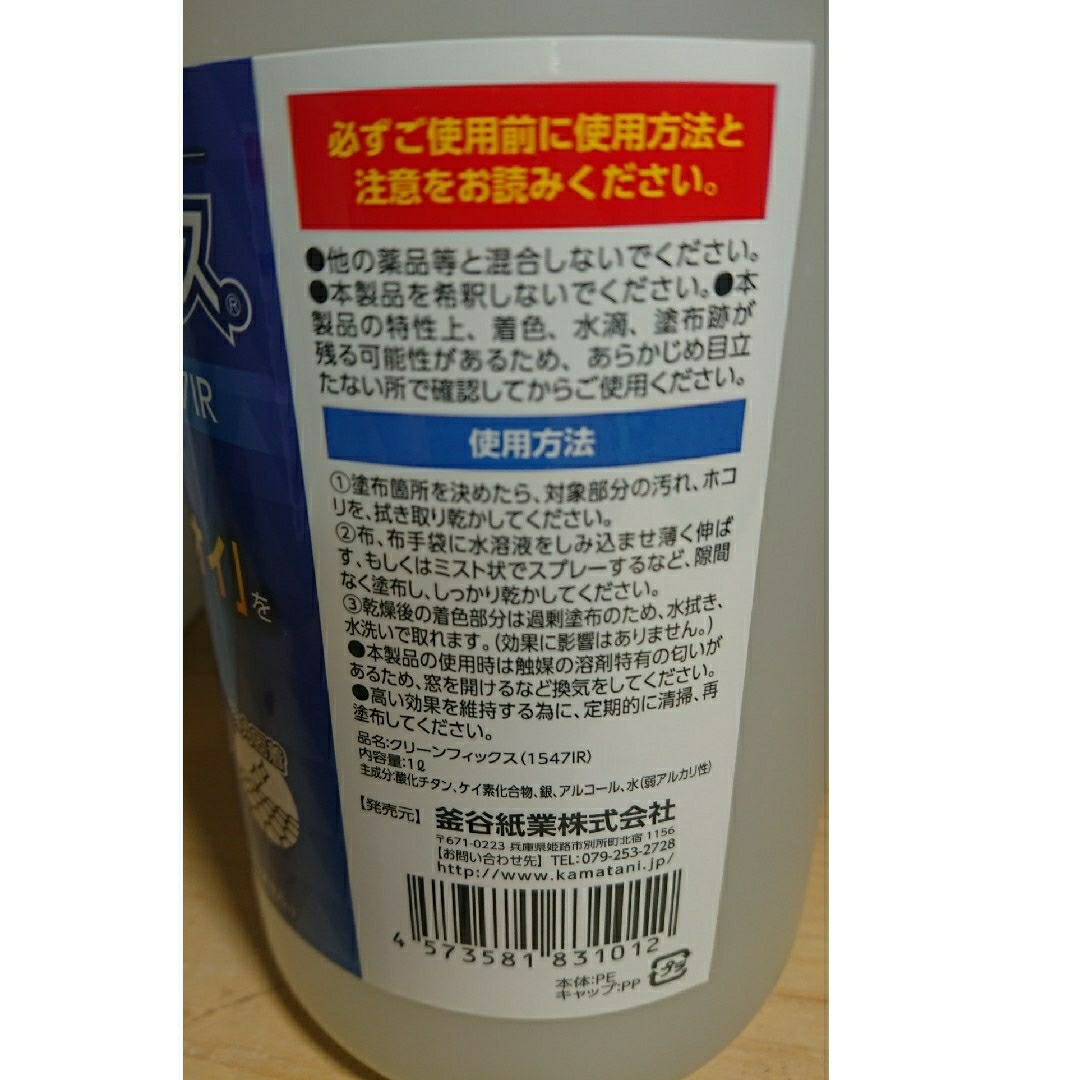 必ずご使用前に使用方法と
注意をお読みください。
●他の薬品等と混合しないでください。
●本製品を希釈しないでください。●本
製品の特性上、着色、水滴、塗布跡が
残る可能性があるため、あらかじめ目立
たない所で確認してからご使用ください。
使用方法
①塗布箇所を決めたら、対象部分の汚れ、ホコ
リを、拭き取り乾かしてください。
②布、布手袋に水溶液をしみ込ませ薄く伸ば
す、もしくはミスト状でスプレーするなど、隙間
なく塗布し、しっかり乾かしてください。
③乾燥後の着色部分は過剰塗布のため、水拭き、
水洗いで取れます。(効果に影響はありません。)
●本製品の使用時は触媒の溶剤特有の匂いが
あるため、窓を開けるなど換気をしてください。
●高い効果を維持する為に、定期的に清掃、再
塗布してください。
品名:クリーンフィックス(1547IR)
内容量:1ℓ
主成分:酸化チタン、ケイ素化合物、銀、アルコール、水(弱アルカリ性)
【発売元】釜谷紙業株式会社
〒671-0223 兵庫県姫路市別所町北宿 1156
【お問い合わせ先】TEL:079-253-2728
http://www.kamatani.jp/
4 573581 831012
本体:PE
キャップ:PP
プラ
ス®
7IR
イ」を